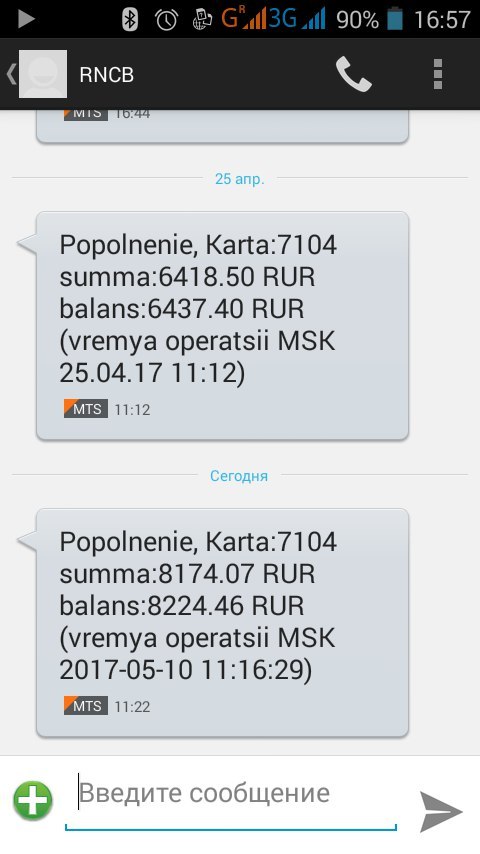 R
G 3G 90% 16:57
RNCB
MTS 16:44
25 апр.
Popolnenie, Karta:7104
summa:6418.50 RUR
balans:6437.40 RUR
(vremya operatsii MSK
25.04.17 11:12)
MTS 11:12
Сегодня
Popolnenie, Karta:7104
summa:8174.07 RUR
balans:8224.46 RUR
(vremya operatsii MSK
2017-05-10 11:16:29)
MTS 11:22
Введите сообщение